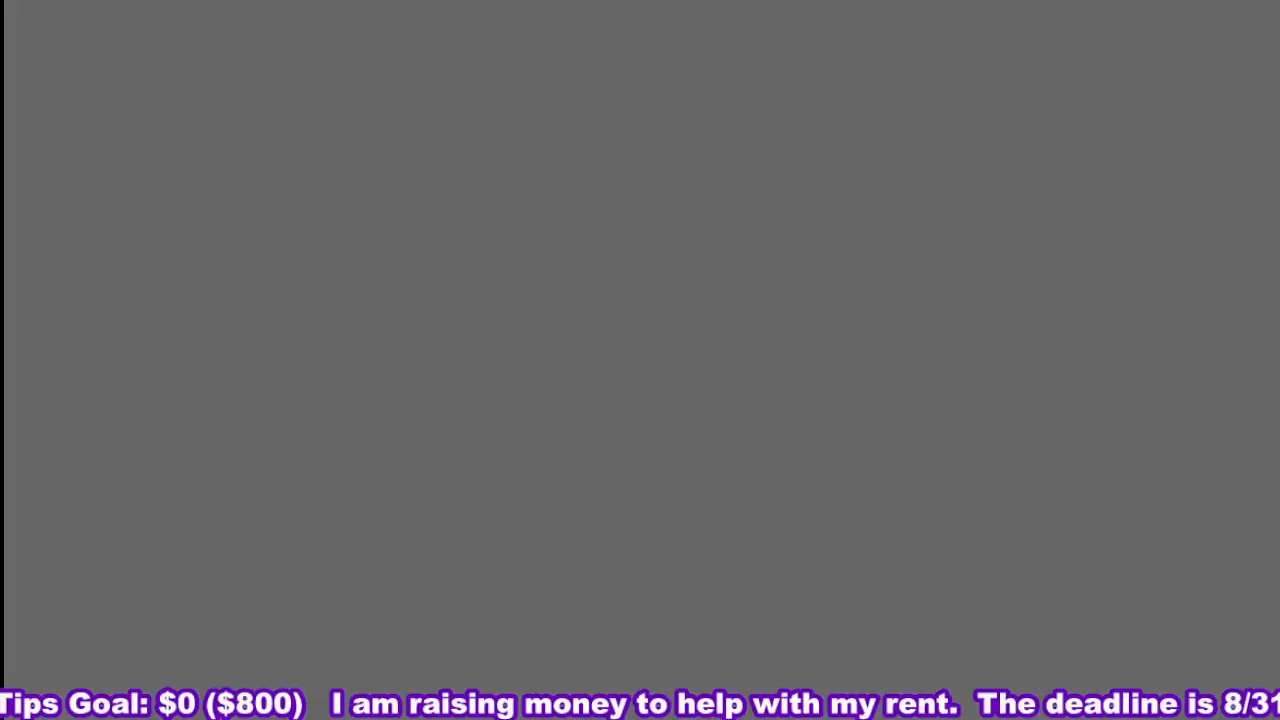 Tips Goal: $0 ($800) I am raising money to help with my rent. The deadline is 8/31